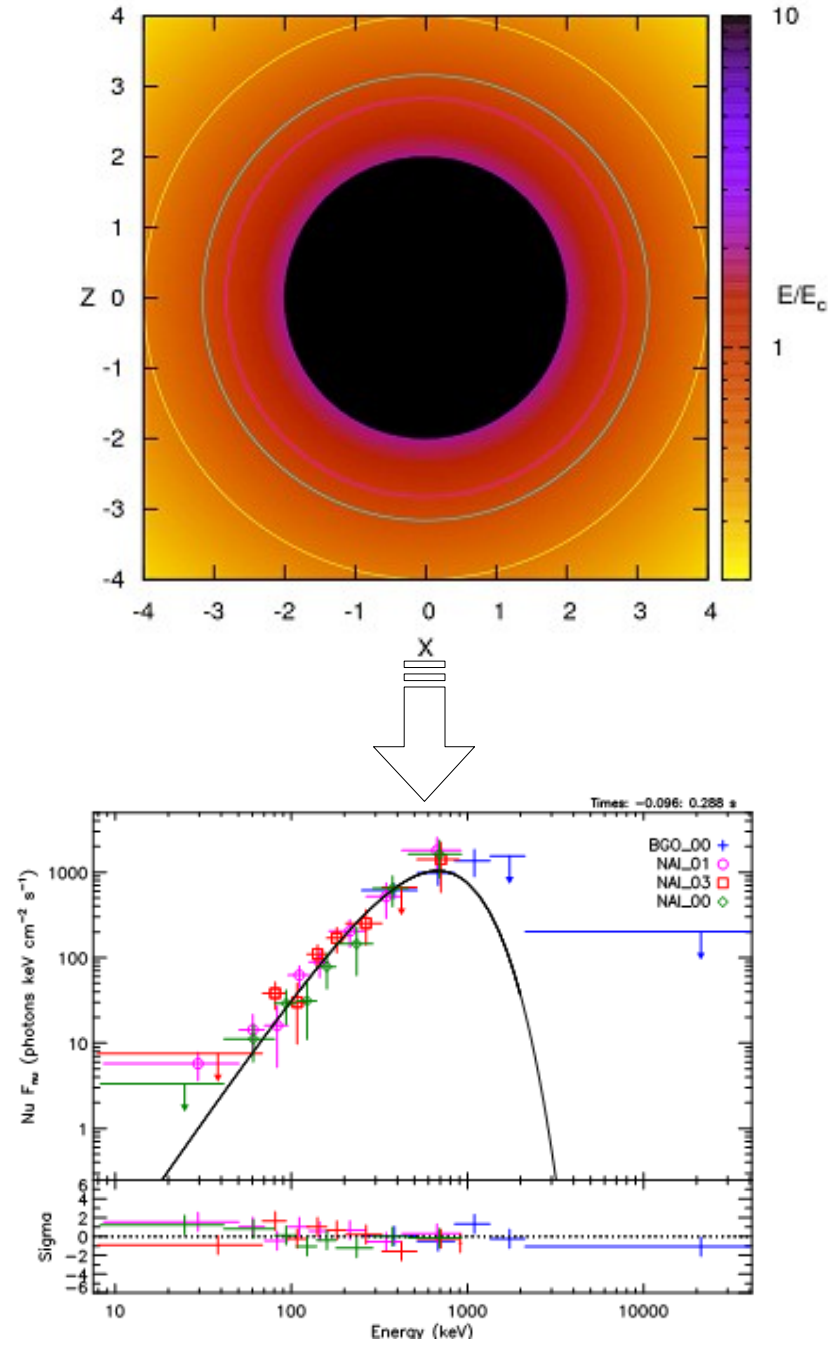 4
3
2
1
Z 0
-1
-2
-3
-4
-4 -3 -2 -1 0 1 2 3 4
X
10
E/Ec
1
Times: -0.096: 0.288 s
BGO_00
NAI_01
NAI_03
NAI_00
Nu Fnu (photons keV cm-2 s-1)
1000
100
10
1
Sigma
6
4
2
0
-2
-4
-6
10 100 1000 10000
Energy (keV)